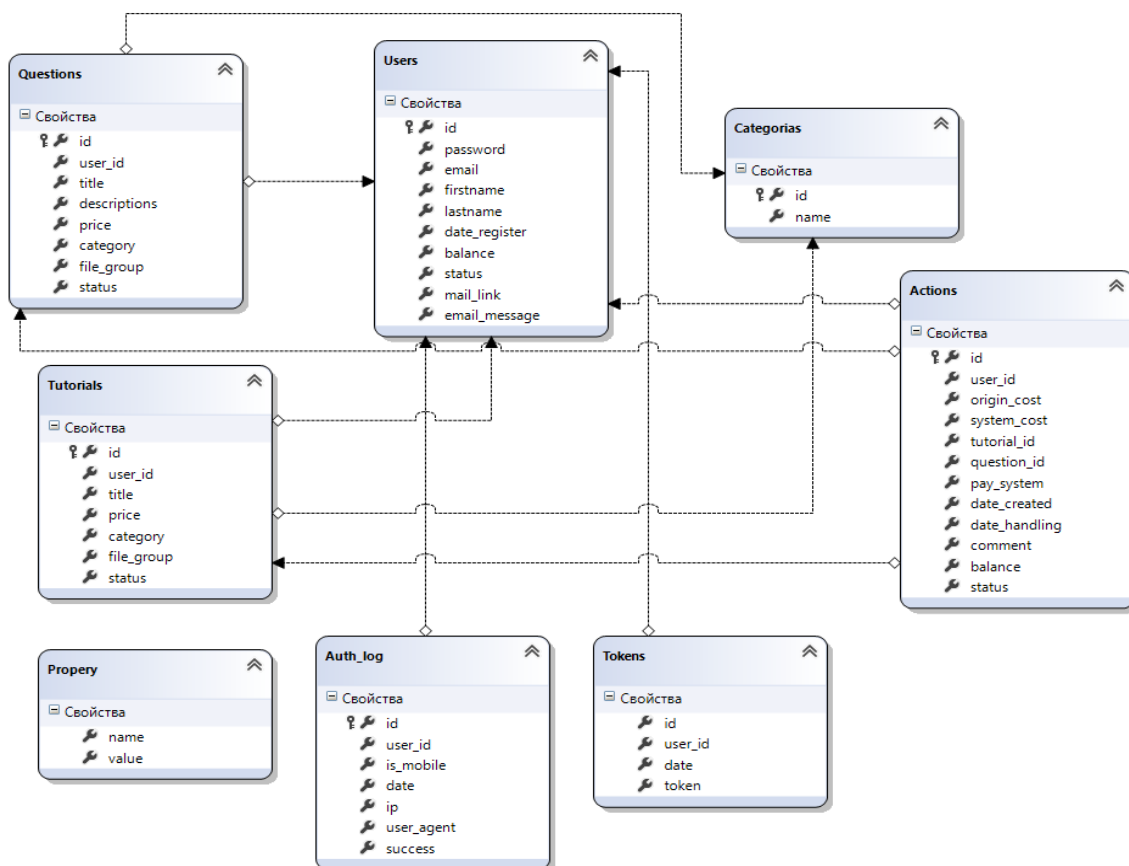 Questions
Свойства
id
user_id
title
descriptions
price
category
file_group
status
Users
Свойства
id
password
email
firstname
lastname
date_register
balance
status
mail_link
email_message
Categorias
Свойства
id
name
Actions
Свойства
id
user_id
origin_cost
system_cost
tutorial_id
question_id
pay_system
date_created
date_handling
comment
balance
status
Tutorials
Свойства
id
user_id
title
price
category
file_group
status
Propery
Свойства
name
value
Auth_log
Свойства
id
user_id
is_mobile
date
ip
user_agent
success
Tokens
Свойства
id
user_id
date
token